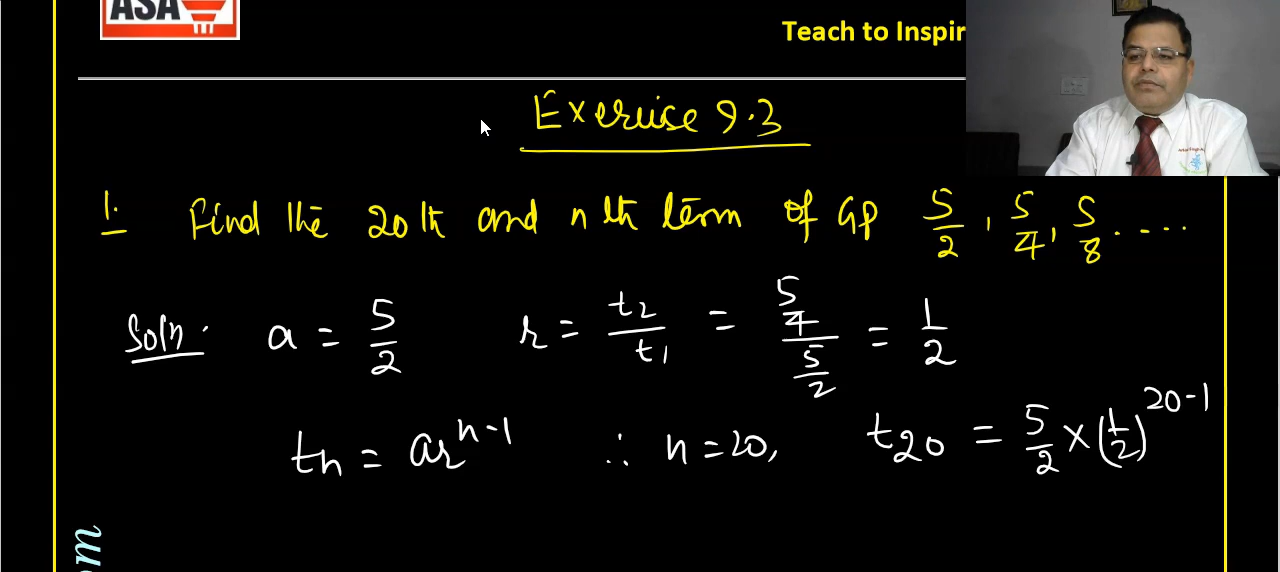 ASA
Teach to Inspir
Exercise 9.3
1. Find the 20th and nth term of GP 5/2, 5/4, 5/8 .....
Soln. a = 5/2 r = t₂/t₁ = (5/4)/(5/2) = 1/2
tₙ = arⁿ⁻¹ ∴ n = 20, t₂₀ = 5/2 × (1/2)²⁰⁻¹
om